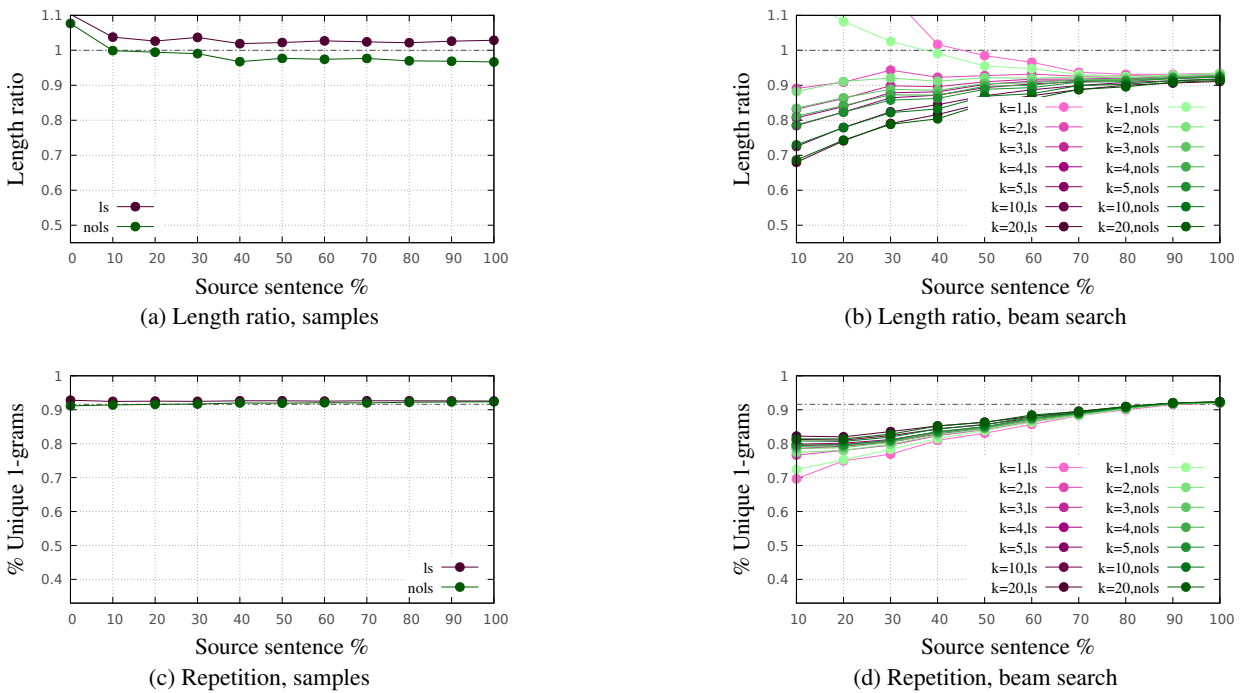 1.1
1
0.9
0.8
0.7
0.6
0.5
Length ratio
ls
nols
0 10 20 30 40 50 60 70 80 90 100
Source sentence %
(a) Length ratio, samples
1.1
1
0.9
0.8
0.7
0.6
0.5
Length ratio
k=1,ls k=1,nols
k=2,ls k=2,nols
k=3,ls k=3,nols
k=4,ls k=4,nols
k=5,ls k=5,nols
k=10,ls k=10,nols
k=20,ls k=20,nols
10 20 30 40 50 60 70 80 90 100
Source sentence %
(b) Length ratio, beam search
1
0.9
0.8
0.7
0.6
0.5
0.4
% Unique 1-grams
ls
nols
0 10 20 30 40 50 60 70 80 90 100
Source sentence %
(c) Repetition, samples
1
0.9
0.8
0.7
0.6
0.5
0.4
% Unique 1-grams
k=1,ls k=1,nols
k=2,ls k=2,nols
k=3,ls k=3,nols
k=4,ls k=4,nols
k=5,ls k=5,nols
k=10,ls k=10,nols
k=20,ls k=20,nols
10 20 30 40 50 60 70 80 90 100
Source sentence %
(d) Repetition, beam search